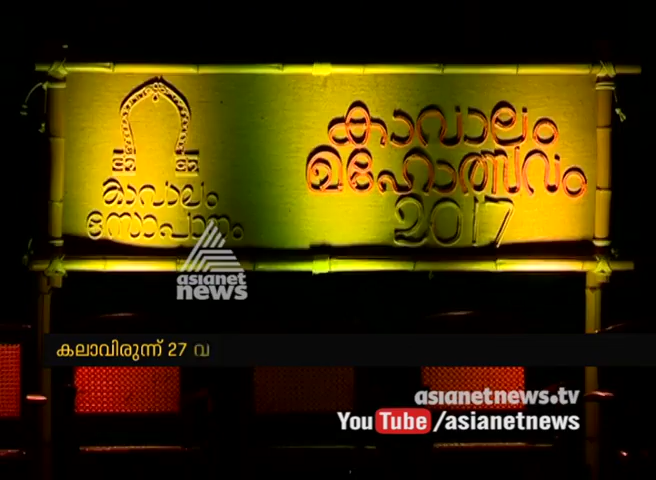 കാവാലം
സോപാനം
കാവാലം
മഹോത്സവം
2017
asianet
news
കലാവിരുന്ന് 27 വ
asianetnews.tv
YouTube/asianetnews